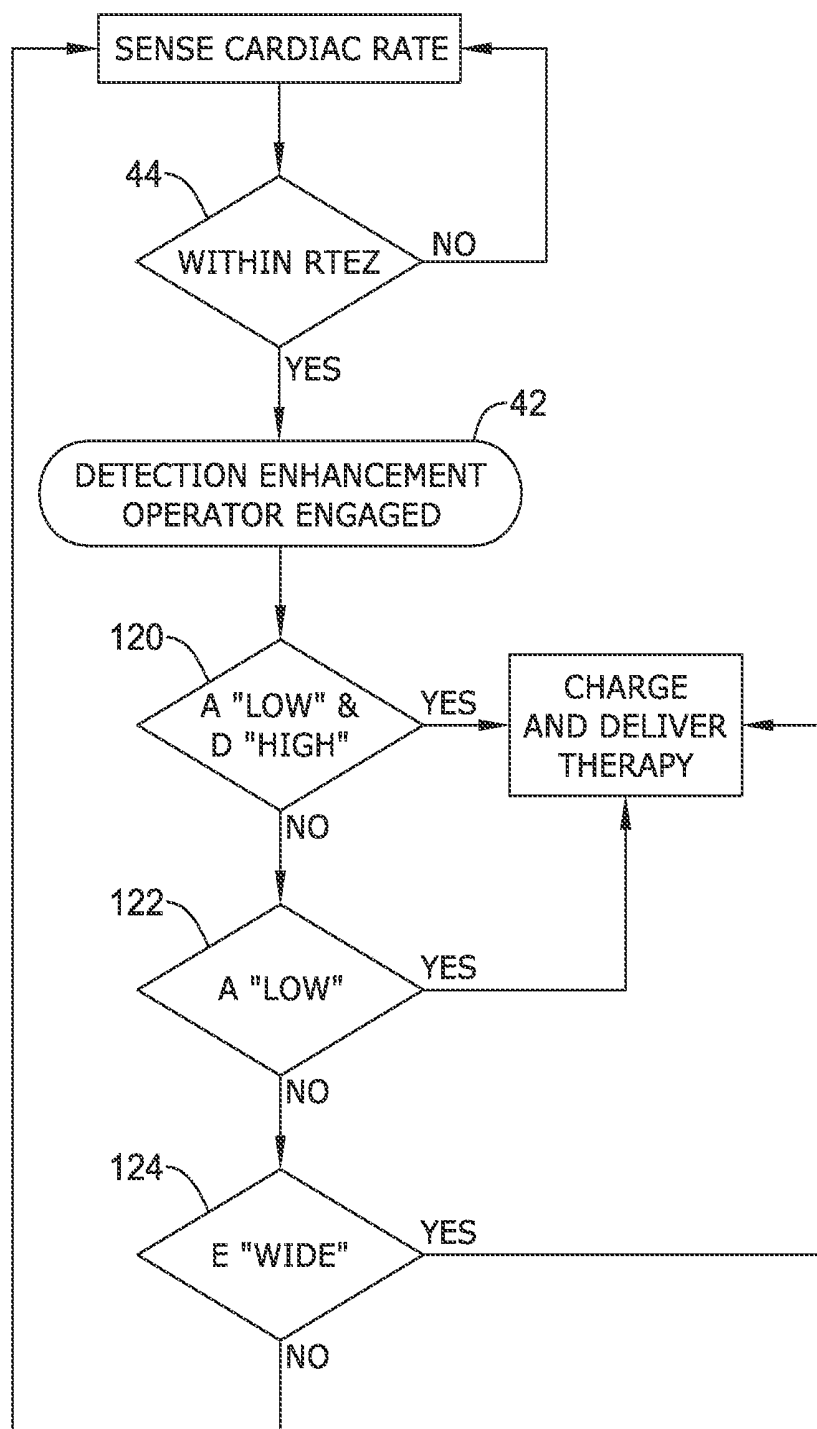 SENSE CARDIAC RATE
44
WITHIN RTEZ
NO
YES
42
DETECTION ENHANCEMENT
OPERATOR ENGAGED
120
A "LOW" &
D "HIGH"
YES
CHARGE
AND DELIVER
THERAPY
NO
122
A "LOW"
YES
NO
124
E "WIDE"
YES
NO